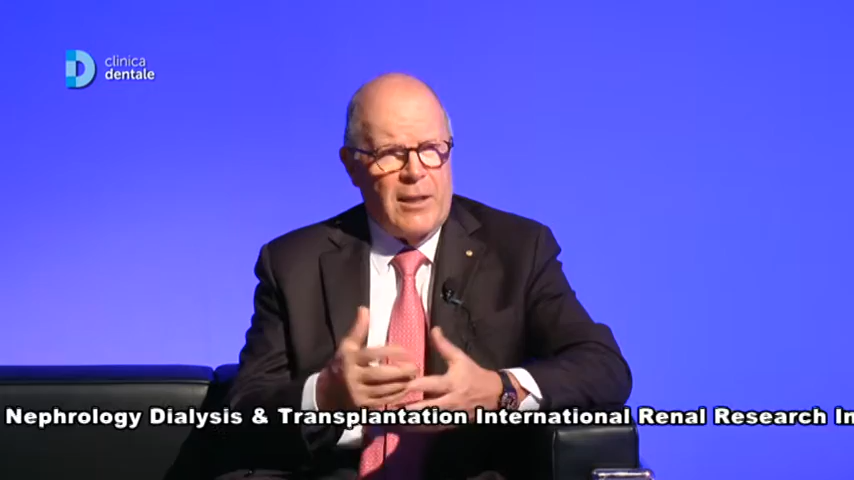 clinica
dentale
Nephrology Dialysis & Transplantation International Renal Research In